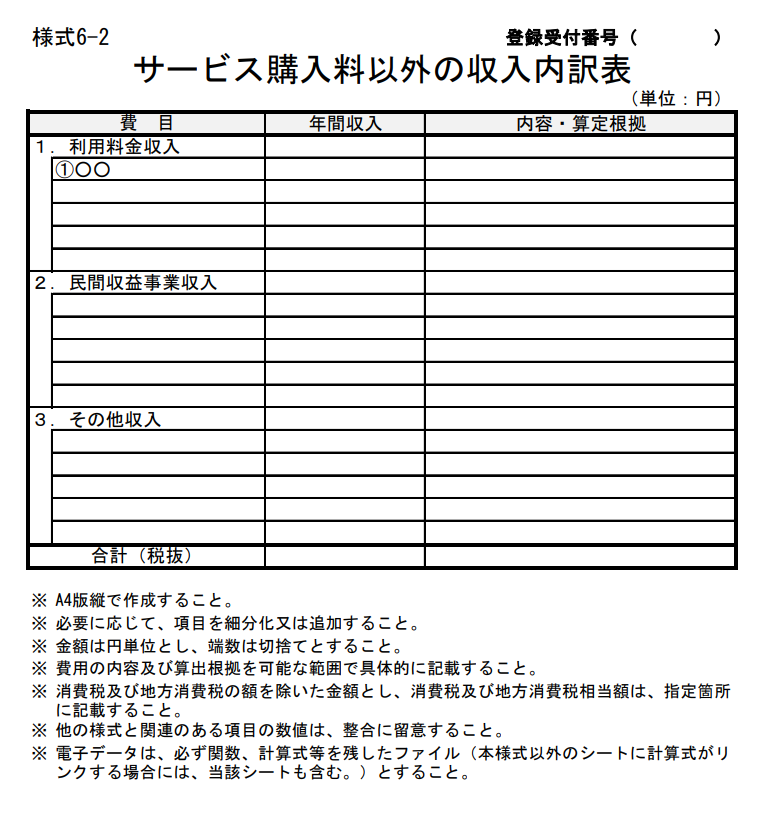 様式6-2
登録受付番号（　　　　）
サービス購入料以外の収入内訳表
（単位：円）
費　目　年間収入　内容・算定根拠
１．利用料金収入
①〇〇
２．民間収益事業収入
３．その他収入
合計（税抜）
※ A4版縦で作成すること。
※ 必要に応じて、項目を細分化又は追加すること。
※ 金額は円単位とし、端数は切捨てとすること。
※ 費用の内容及び算出根拠を可能な範囲で具体的に記載すること。
※ 消費税及び地方消費税の額を除いた金額とし、消費税及び地方消費税相当額は、指定箇所
に記載すること。
※ 他の様式と関連のある項目の数値は、整合に留意すること。
※ 電子データは、必ず関数、計算式等を残したファイル（本様式以外のシートに計算式がリ
ンクする場合には、当該シートも含む。）とすること。